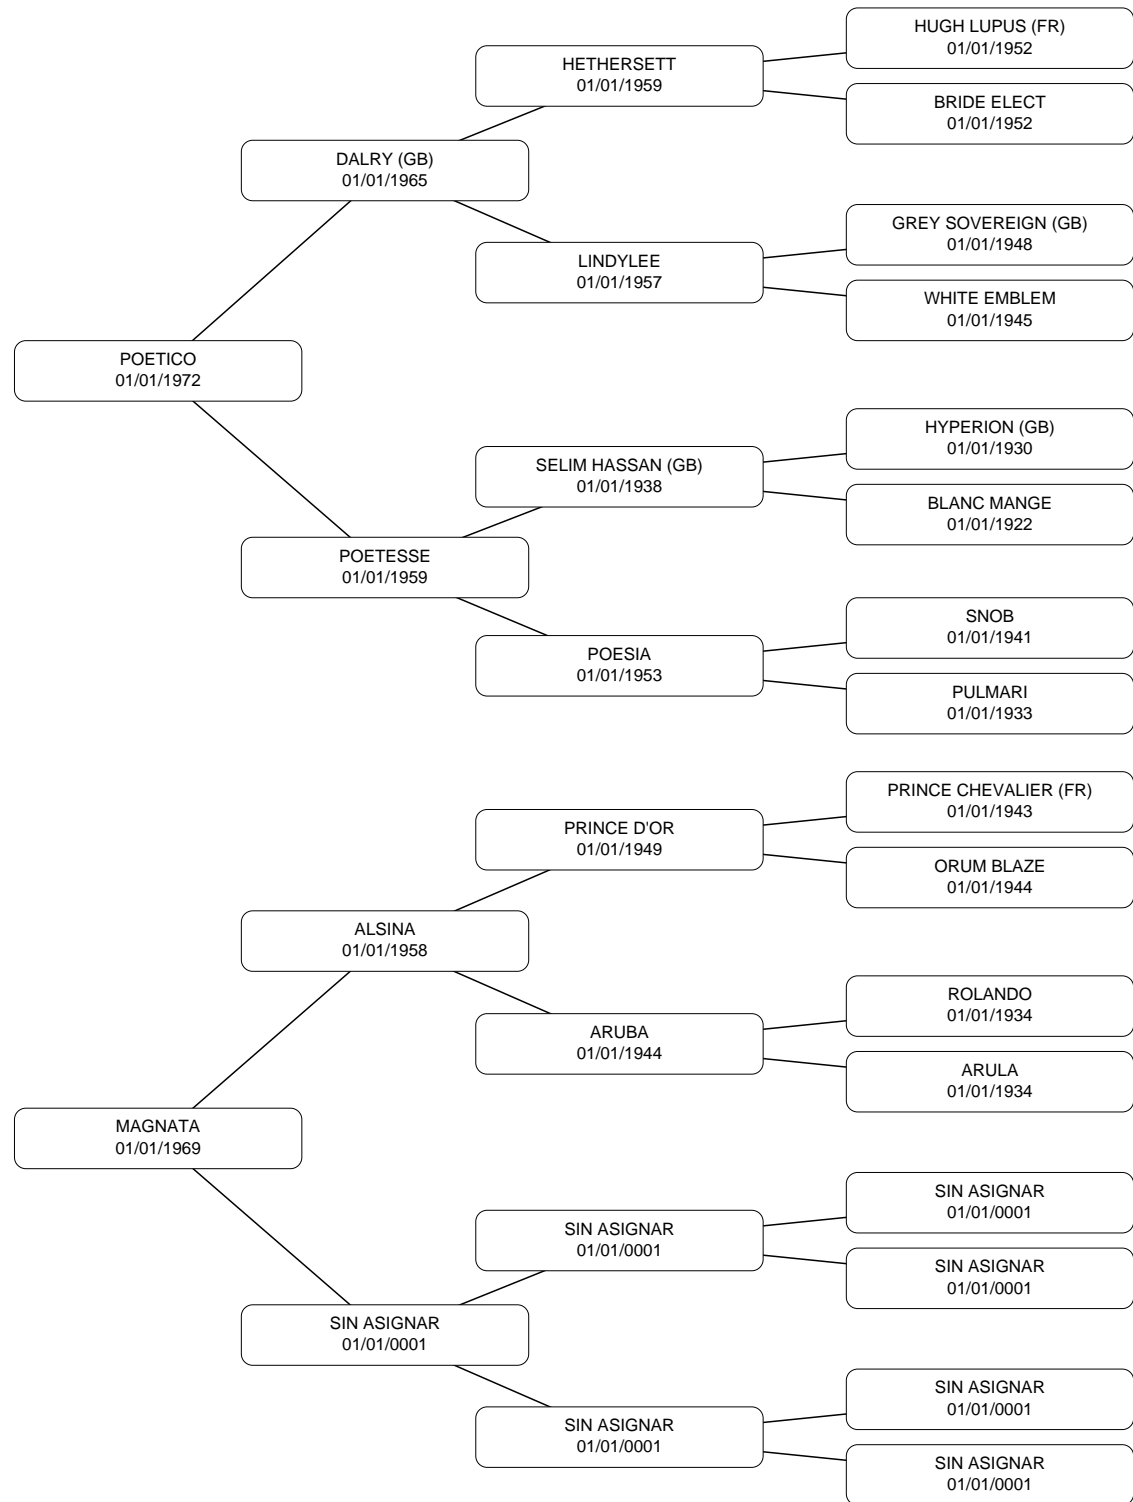 HUGH LUPUS (FR)
01/01/1952
HETHERSETT
01/01/1959
BRIDE ELECT
01/01/1952
DALRY (GB)
01/01/1965
GREY SOVEREIGN (GB)
01/01/1948
LINDYLEE
01/01/1957
WHITE EMBLEM
01/01/1945
POETICO
01/01/1972
HYPERION (GB)
01/01/1930
SELIM HASSAN (GB)
01/01/1938
BLANC MANGE
01/01/1922
POETESSE
01/01/1959
SNOB
01/01/1941
POESIA
01/01/1953
PULMARI
01/01/1933
PRINCE CHEVALIER (FR)
01/01/1943
PRINCE D'OR
01/01/1949
ORUM BLAZE
01/01/1944
ALSINA
01/01/1958
ROLANDO
01/01/1934
ARUBA
01/01/1944
ARULA
01/01/1934
MAGNATA
01/01/1969
SIN ASIGNAR
01/01/0001
SIN ASIGNAR
01/01/0001
SIN ASIGNAR
01/01/0001
SIN ASIGNAR
01/01/0001
SIN ASIGNAR
01/01/0001
SIN ASIGNAR
01/01/0001
SIN ASIGNAR
01/01/0001